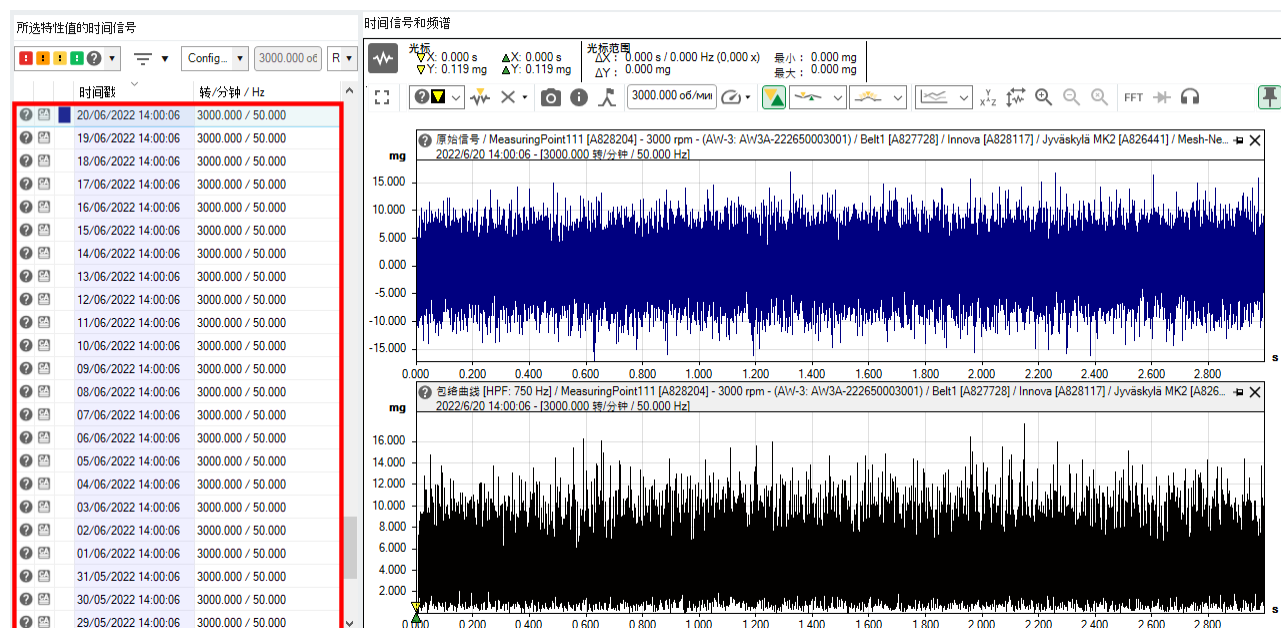 所选特性值的时间信号
Config...
3000.000 об
R
时间戳
转/分钟 / Hz
20/06/2022 14:00:06 3000.000 / 50.000
19/06/2022 14:00:06 3000.000 / 50.000
18/06/2022 14:00:06 3000.000 / 50.000
17/06/2022 14:00:06 3000.000 / 50.000
16/06/2022 14:00:06 3000.000 / 50.000
15/06/2022 14:00:06 3000.000 / 50.000
14/06/2022 14:00:06 3000.000 / 50.000
13/06/2022 14:00:06 3000.000 / 50.000
12/06/2022 14:00:06 3000.000 / 50.000
11/06/2022 14:00:06 3000.000 / 50.000
10/06/2022 14:00:06 3000.000 / 50.000
09/06/2022 14:00:06 3000.000 / 50.000
08/06/2022 14:00:06 3000.000 / 50.000
07/06/2022 14:00:06 3000.000 / 50.000
06/06/2022 14:00:06 3000.000 / 50.000
05/06/2022 14:00:06 3000.000 / 50.000
04/06/2022 14:00:06 3000.000 / 50.000
03/06/2022 14:00:06 3000.000 / 50.000
02/06/2022 14:00:06 3000.000 / 50.000
01/06/2022 14:00:06 3000.000 / 50.000
31/05/2022 14:00:06 3000.000 / 50.000
30/05/2022 14:00:06 3000.000 / 50.000
29/05/2022 14:00:06 3000.000 / 50.000
时间信号和频谱
光标
X: 0.000 s
Y: 0.119 mg
ΔX: 0.000 s
ΔY: 0.119 mg
光标范围
ΔX: 0.000 s / 0.000 Hz (0,000 x)
ΔY: 0.000 mg
最小: 0.000 mg
最大: 0.000 mg
3000.000 об/ми
FFT
原始信号 / MeasuringPoint111 [A828204] - 3000 rpm - (AW-3: AW3A-222650003001) / Belt1 [A827728] / Innova [A828117] / Jyväskylä MK2 [A826441] / Mesh-Ne...
2022/6/20 14:00:06 - [3000.000 转/分钟 / 50.000 Hz]
mg
15.000
10.000
5.000
0.000
-5.000
-10.000
-15.000
0.000 0.200 0.400 0.600 0.800 1.000 1.200 1.400 1.600 1.800 2.000 2.200 2.400 2.600 2.800
s
包络曲线 [HPF: 750 Hz] / MeasuringPoint111 [A828204] - 3000 rpm - (AW-3: AW3A-222650003001) / Belt1 [A827728] / Innova [A828117] / Jyväskylä MK2 [A826...
2022/6/20 14:00:06 - [3000.000 转/分钟 / 50.000 Hz]
mg
16.000
14.000
12.000
10.000
8.000
6.000
4.000
2.000
0.000 0.200 0.400 0.600 0.800 1.000 1.200 1.400 1.600 1.800 2.000 2.200 2.400 2.600 2.800
s